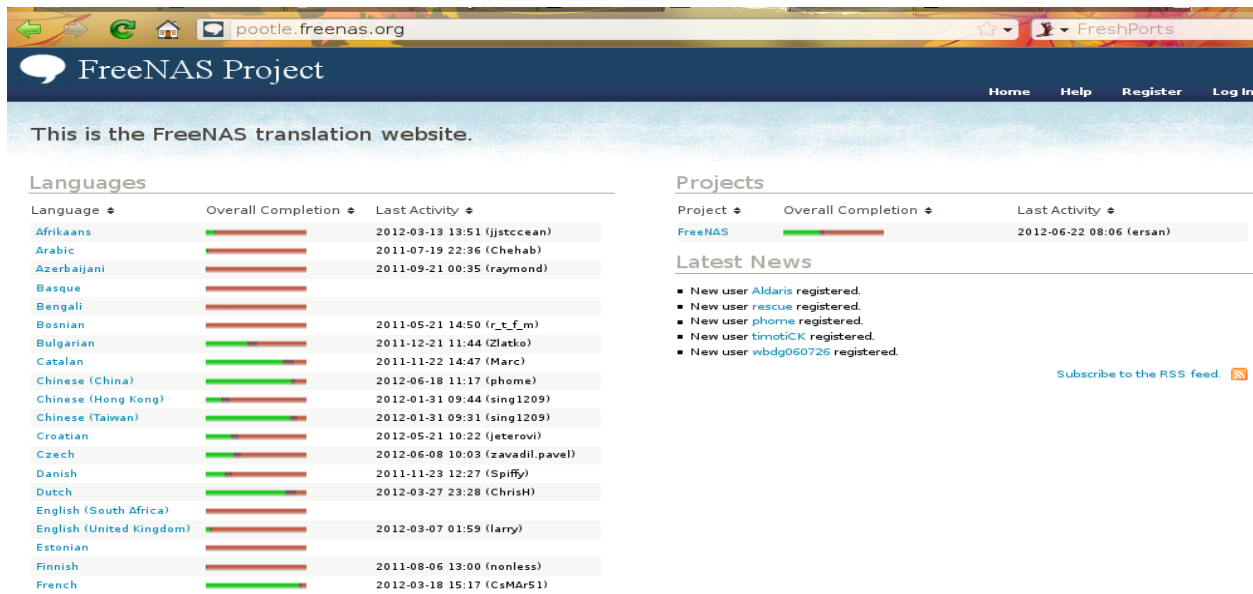 pootle.freenas.org
FreshPorts
FreeNAS Project
Home Help Register Log In
This is the FreeNAS translation website.
Languages
Language Overall Completion Last Activity
Afrikaans 2012-03-13 13:51 (jjstccean)
Arabic 2011-07-19 22:36 (Chehab)
Azerbaijani 2011-09-21 00:35 (raymond)
Basque
Bengali
Bosnian 2011-05-21 14:50 (r_t_f_m)
Bulgarian 2011-12-21 11:44 (Zlatko)
Catalan 2011-11-22 14:47 (Marc)
Chinese (China) 2012-06-18 11:17 (phome)
Chinese (Hong Kong) 2012-01-31 09:44 (sing1209)
Chinese (Taiwan) 2012-01-31 09:31 (sing1209)
Croatian 2012-05-21 10:22 (jeterovi)
Czech 2012-06-08 10:03 (zavadil.pavel)
Danish 2011-11-23 12:27 (Spiffy)
Dutch 2012-03-27 23:28 (ChrisH)
English (South Africa)
English (United Kingdom) 2012-03-07 01:59 (larry)
Estonian
Finnish 2011-08-06 13:00 (nonless)
French 2012-03-18 15:17 (CsMAr51)
Projects
Project Overall Completion Last Activity
FreeNAS 2012-06-22 08:06 (ersan)
Latest News
New user Aldaris registered.
New user rescue registered.
New user phome registered.
New user timotiCK registered.
New user wbdg060726 registered.
Subscribe to the RSS feed.